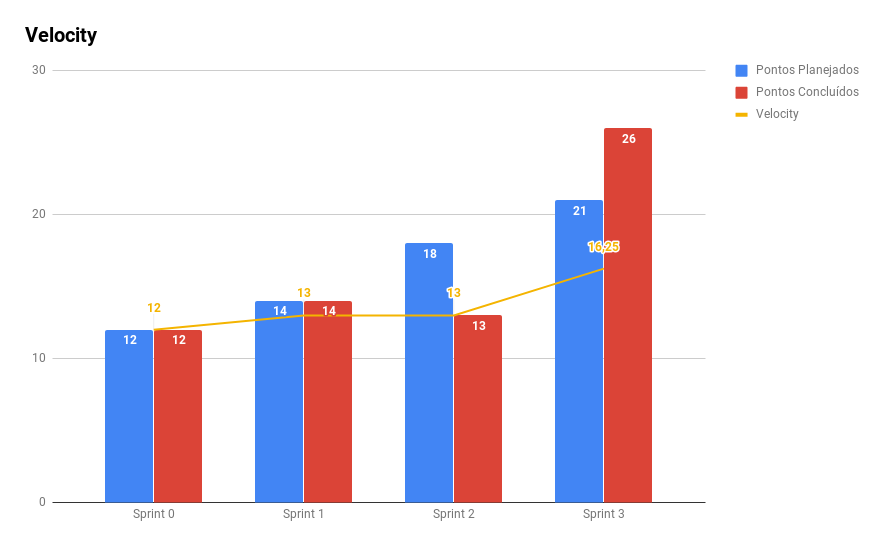 Velocity
30
20
10
0
Pontos Planejados
Pontos Concluídos
Velocity
12
12
12
13
14
14
18
13
13
21
16,25
26
Sprint 0
Sprint 1
Sprint 2
Sprint 3